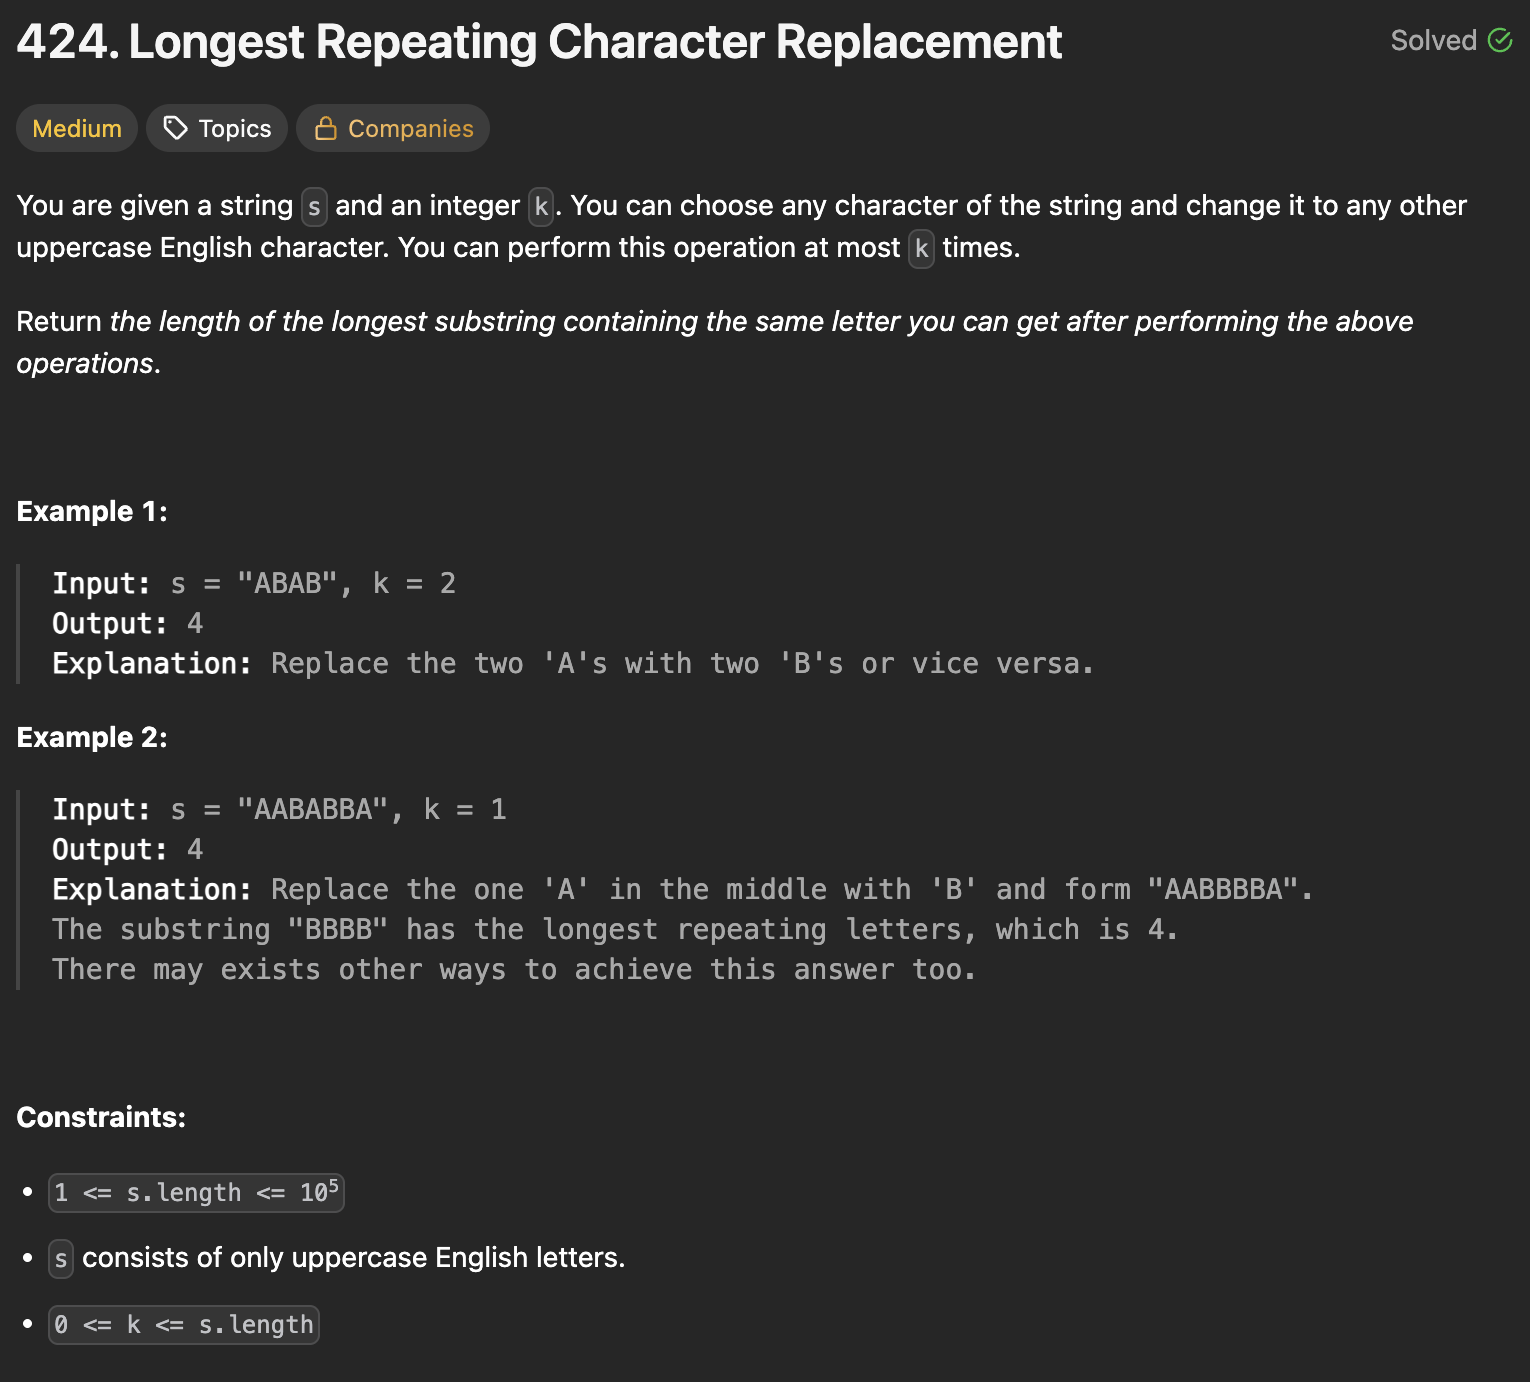 424. Longest Repeating Character Replacement
Solved
Medium
Topics
Companies
You are given a string s and an integer k. You can choose any character of the string and change it to any other
uppercase English character. You can perform this operation at most k times.
Return the length of the longest substring containing the same letter you can get after performing the above
operations.
Example 1:
Input: s = "ABAB", k = 2
Output: 4
Explanation: Replace the two 'A's with two 'B's or vice versa.
Example 2:
Input: s = "AABABBA", k = 1
Output: 4
Explanation: Replace the one 'A' in the middle with 'B' and form "AABBBBA".
The substring "BBBB" has the longest repeating letters, which is 4.
There may exists other ways to achieve this answer too.
Constraints:
• 1 <= s.length <= 10⁵
• s consists of only uppercase English letters.
• 0 <= k <= s.length